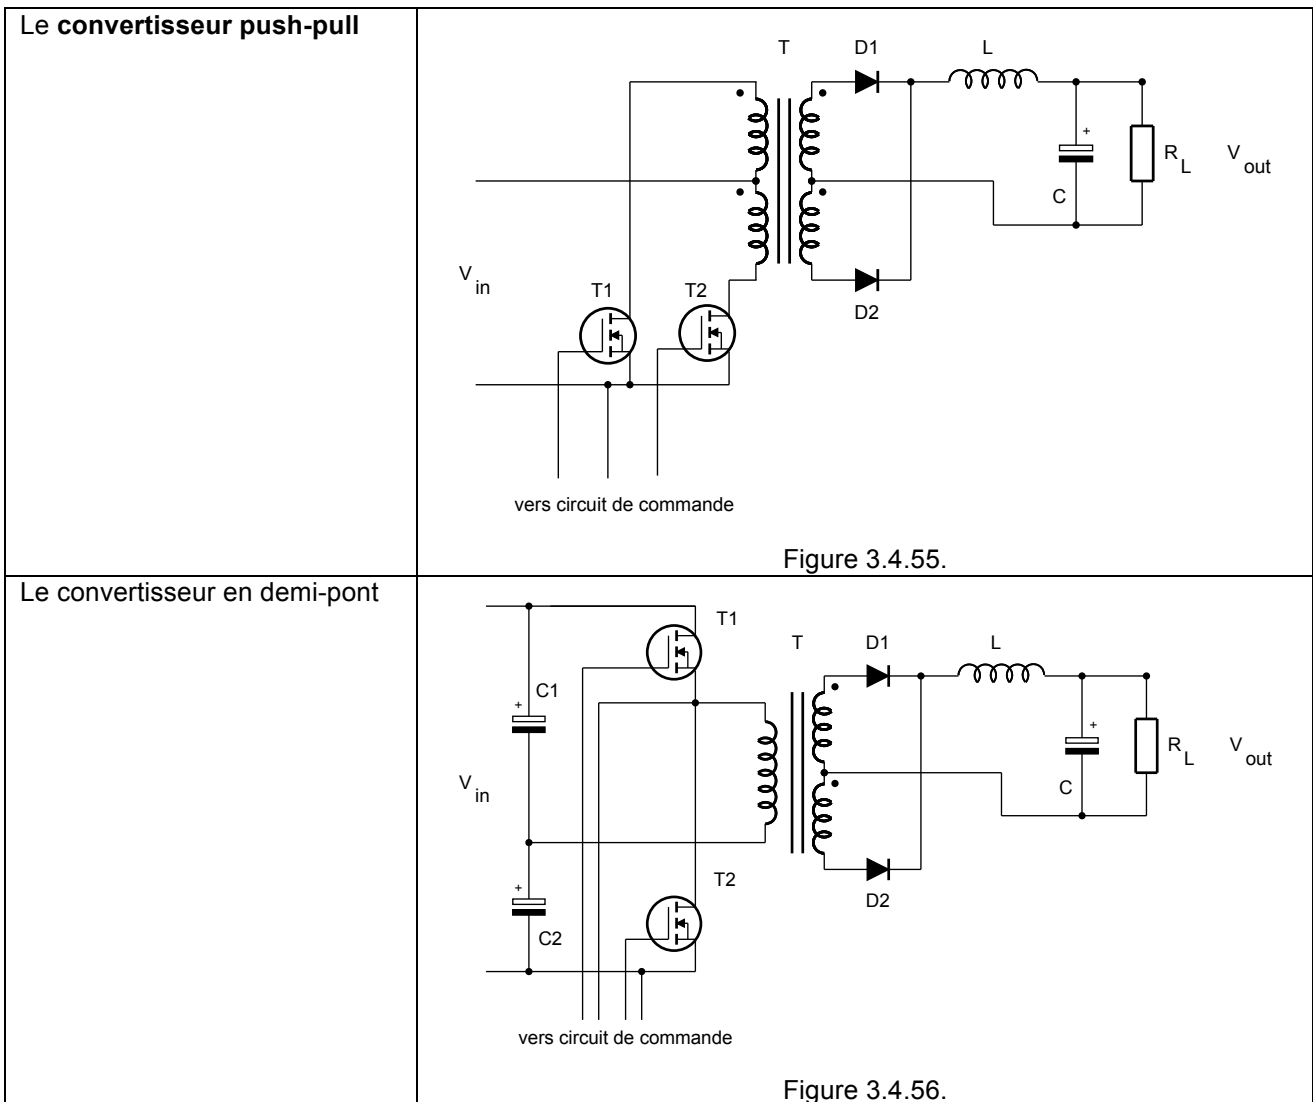 Le convertisseur push-pull
T D1 L
+
R L V out
C
D2
V in
T1 T2
vers circuit de commande
Figure 3.4.55.
Le convertisseur en demi-pont
T1
T D1 L
C1
+
+
R L V out
C
V in
T2
D2
+
C2
vers circuit de commande
Figure 3.4.56.